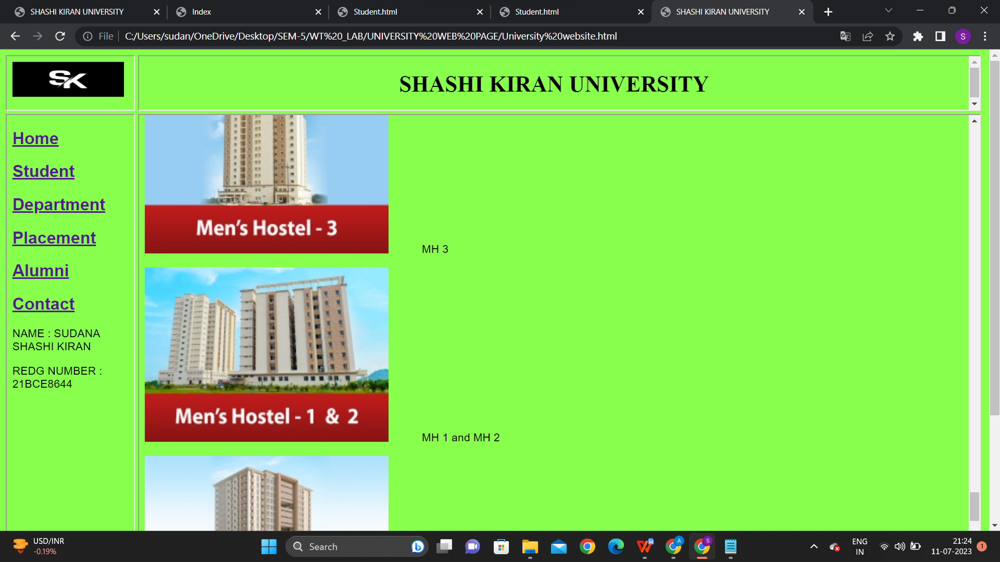 SHASHI KIRAN UNIVERSITY
Index
Student.html
Student.html
SHASHI KIRAN UNIVERSITY
File
C:/Users/sudan/OneDrive/Desktop/SEM-5/WT%20_LAB/UNIVERSITY%20WEB%20PAGE/University%20website.html
S
SK
SHASHI KIRAN UNIVERSITY
Home
Student
Department
Placement
Alumni
Contact
NAME : SUDANA
SHASHI KIRAN
REDG NUMBER :
21BCE8644
Men's Hostel - 3
MH 3
Men's Hostel - 1 & 2
MH 1 and MH 2
USD/INR
-0.19%
Search
A
S
ENG
IN
21:24
11-07-2023
1